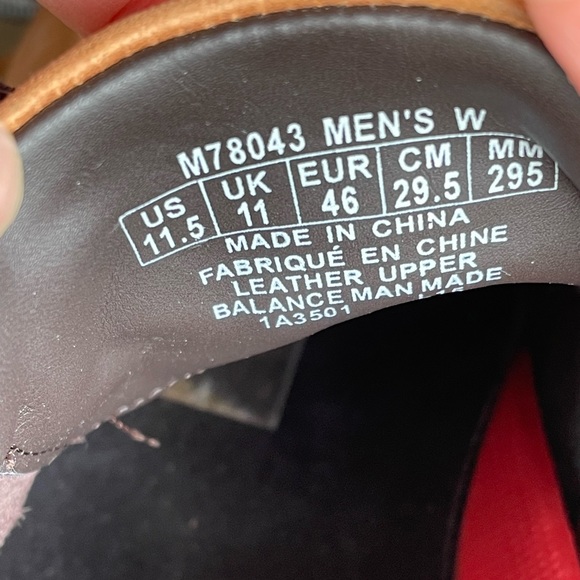 M78043 MEN'S W
US UK EUR CM MM
11.5 11 46 29.5 295
MADE IN CHINA
FABRIQUÉ EN CHINE
LEATHER UPPER
BALANCE MAN MADE
1A3501